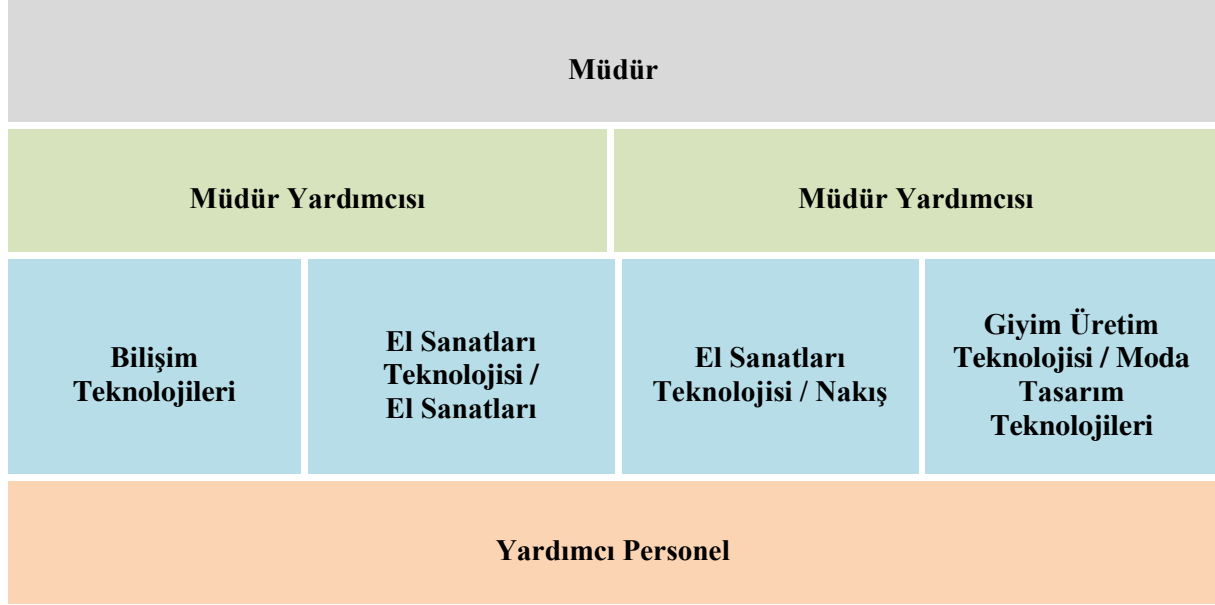 Müdür
Müdür Yardımcısı
Müdür Yardımcısı
Bilişim
Teknolojileri
El Sanatları
Teknolojisi /
El Sanatları
El Sanatları
Teknolojisi / Nakış
Giyim Üretim
Teknolojisi / Moda
Tasarım
Teknolojileri
Yardımcı Personel